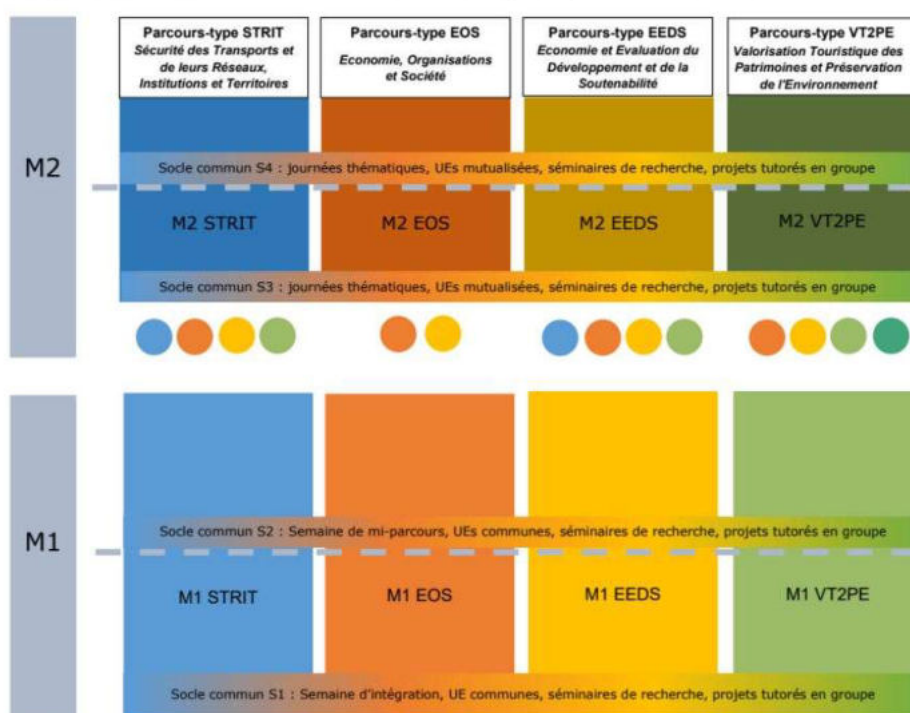 Parcours-type STRIT
Sécurité des Transports et
de leurs Réseaux,
Institutions et Territoires
Parcours-type EOS
Economie, Organisations
et Société
Parcours-type EEDS
Economie et Evaluation du
Développement et de la
Soutenabilité
Parcours-type VT2PE
Valorisation Touristique des
Patrimoines et Préservation
de l'Environnement
M2
Socle commun S4 : journées thématiques, UEs mutualisées, séminaires de recherche, projets tutorés en groupe
M2 STRIT
M2 EOS
M2 EEDS
M2 VT2PE
Socle commun S3 : journées thématiques, UEs mutualisées, séminaires de recherche, projets tutorés en groupe
M1
Socle commun S2 : Semaine de mi-parcours, UEs communes, séminaires de recherche, projets tutorés en groupe
M1 STRIT
M1 EOS
M1 EEDS
M1 VT2PE
Socle commun S1 : Semaine d'intégration, UE communes, séminaires de recherche, projets tutorés en groupe